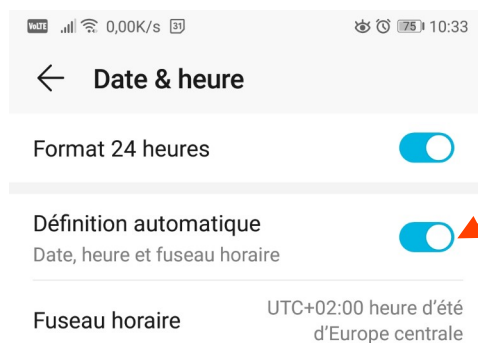 VoLTE 0,00K/s 31 75 10:33
Date & heure
Format 24 heures
Définition automatique
Date, heure et fuseau horaire
Fuseau horaire
UTC+02:00 heure d’été
d’Europe centrale